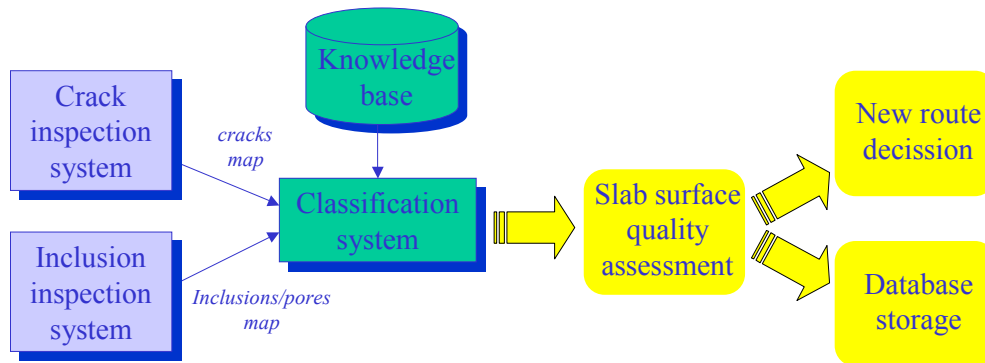 Knowledge
base
Crack
inspection
system
cracks
map
Classification
system
Inclusion
inspection
system
Inclusions/pores
map
Slab surface
quality
assessment
New route
decission
Database
storage